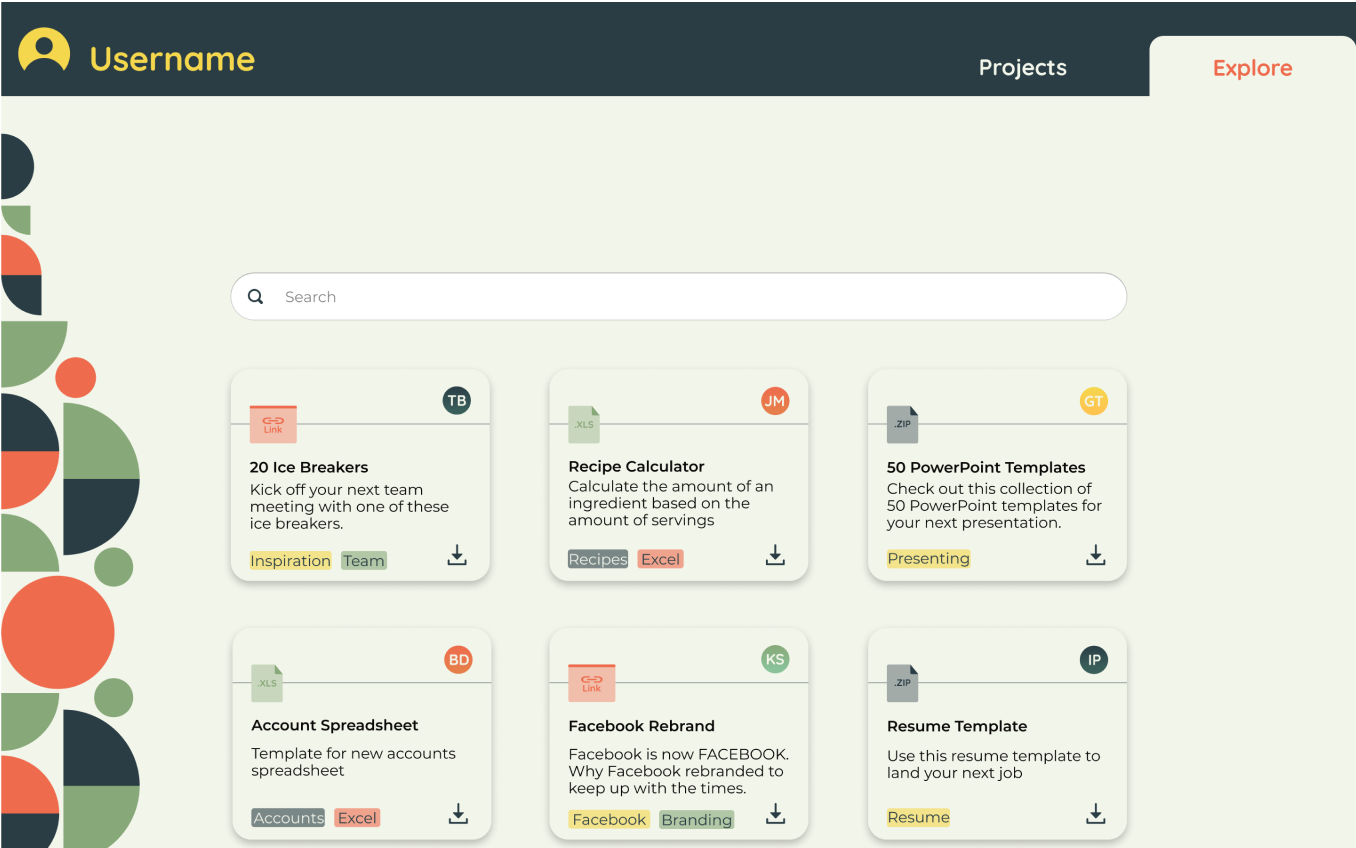 Username
Projects
Explore
Search
TB
Link
20 Ice Breakers
Kick off your next team
meeting with one of these
ice breakers.
Inspiration Team
JM
.XLS
Recipe Calculator
Calculate the amount of an
ingredient based on the
amount of servings
Recipes Excel
GT
.ZIP
50 PowerPoint Templates
Check out this collection of
50 PowerPoint templates for
your next presentation.
Presenting
BD
.XLS
Account Spreadsheet
Template for new accounts
spreadsheet
Accounts Excel
KS
Link
Facebook Rebrand
Facebook is now FACEBOOK.
Why Facebook rebranded to
keep up with the times.
Facebook Branding
IP
.ZIP
Resume Template
Use this resume template to
land your next job
Resume